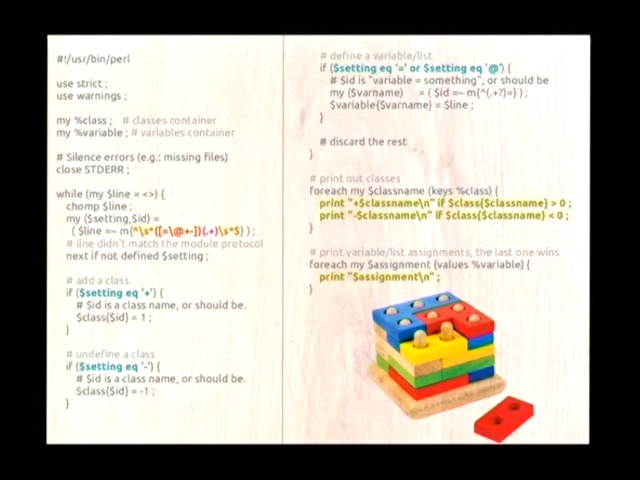 #!/usr/bin/perl
use strict ;
use warnings ;
my %class ;   # classes container
my %variable ; # variables container
# Silence errors (e.g.: missing files)
close STDERR ;
while (my $line = <>) {
chomp $line ;
my ($setting,$id) =
( $line =~ m{^\s*([=\@+-])(.+)\s*$} ) ;
# line didn't match the module protocol
next if not defined $setting ;
# add a class
if ($setting eq '+') {
# $id is a class name, or should be.
$class{$id} = 1 ;
}
# undefine a class
if ($setting eq '-') {
# $id is a class name, or should be.
$class{$id} = -1 ;
}
# define a variable/list
if ($setting eq '=' or $setting eq '@') {
# $id is "variable = something", or should be
my ($varname)     = ( $id =~ m{^(.+?)=} ) ;
$variable{$varname} = $line ;
}
# discard the rest
}
# print out classes
foreach my $classname (keys %class) {
print "+$classname\n" if $class{$classname} > 0 ;
print "-$classname\n" if $class{$classname} < 0 ;
}
# print variable/list assignments, the last one wins
foreach my $assignment (values %variable) {
print "$assignment\n" ;
}